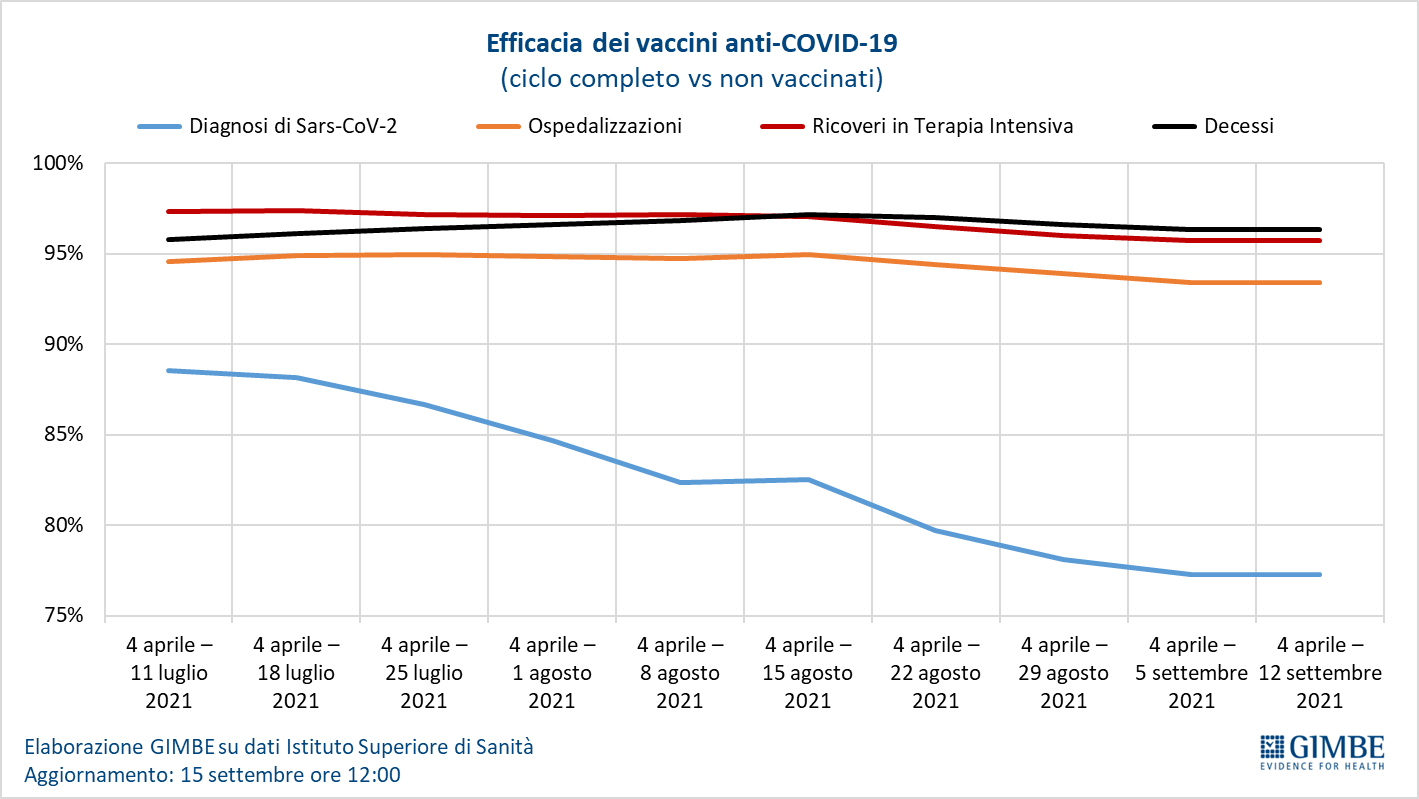 Efficacia dei vaccini anti-COVID-19
(ciclo completo vs non vaccinati)
Diagnosi di Sars-CoV-2 Ospedalizzazioni Ricoveri in Terapia Intensiva Decessi
100%
95%
90%
85%
80%
75%
4 aprile – 4 aprile – 4 aprile – 4 aprile – 4 aprile – 4 aprile – 4 aprile – 4 aprile – 4 aprile – 4 aprile –
11 luglio 18 luglio 25 luglio 1 agosto 8 agosto 15 agosto 22 agosto 29 agosto 5 settembre 12 settembre
2021 2021 2021 2021 2021 2021 2021 2021 2021 2021
Elaborazione GIMBE su dati Istituto Superiore di Sanità
Aggiornamento: 15 settembre ore 12:00
GIMBE
EVIDENCE FOR HEALTH